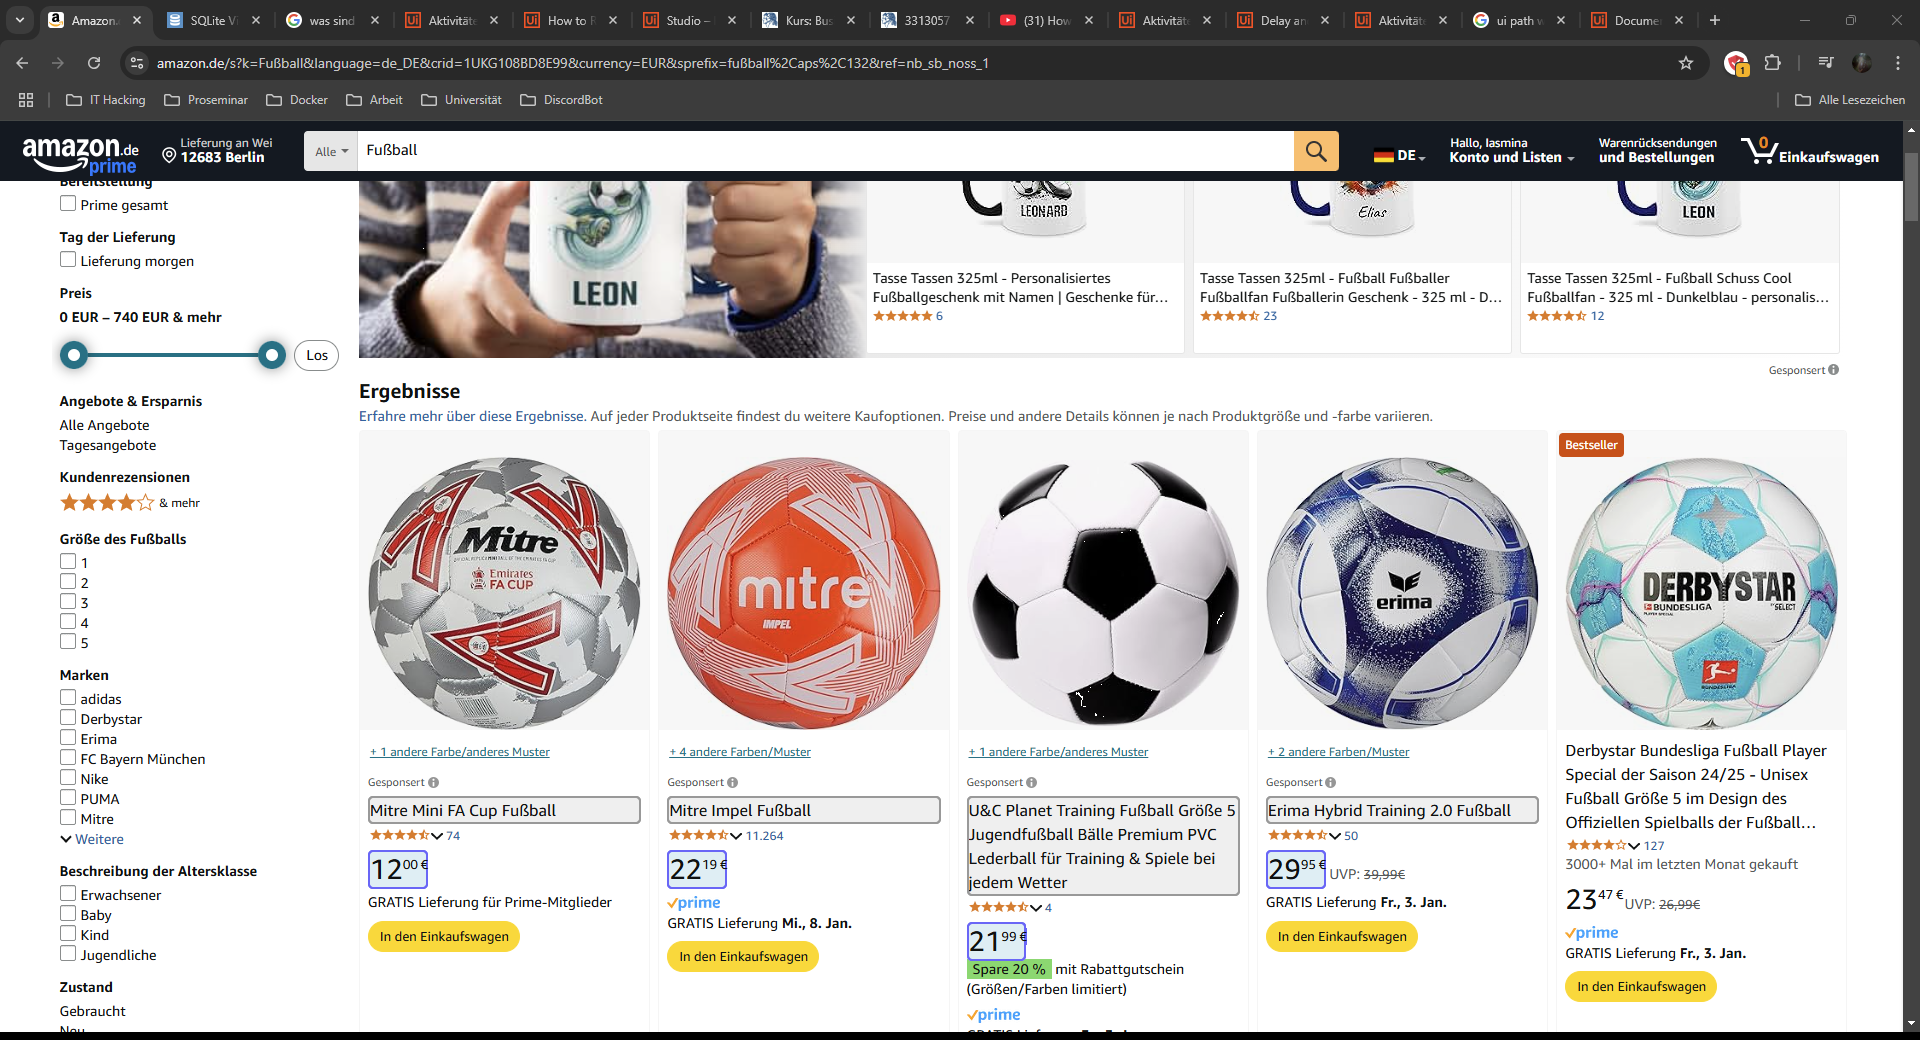 Amazon.
SQLite Vi
was sind
Aktivität
How to R
Studio –
Aktivität
Kurs: Bus
3313057
(31) How
Aktivität
Delay an
Aktivität
ui path w
Docume
amazon.de/s?k=Fußball&language=de_DE&crid=1UKG108BD8E99&currency=EUR&sprefix=fußball%2Caps%2C132&ref=nb_sb_noss_1
1
IT Hacking
Proseminar
Docker
Arbeit
Universität
DiscordBot
Alle Lesezeichen
amazon.de
prime
Lieferung an Wei
12683 Berlin
Alle
Fußball
DE
Hallo, Iasmina
Konto und Listen
Warenrücksendungen
und Bestellungen
0
Einkaufswagen
Bereitstellung
Prime gesamt
Tag der Lieferung
Lieferung morgen
Preis
0 EUR – 740 EUR & mehr
Los
Angebote & Ersparnis
Alle Angebote
Tagesangebote
Kundenrezensionen
& mehr
Größe des Fußballs
1
2
3
4
5
Marken
adidas
Derbystar
Erima
FC Bayern München
Nike
PUMA
Mitre
Weitere
Beschreibung der Altersklasse
Erwachsener
Baby
Kind
Jugendliche
Zustand
Gebraucht
Neu
LEON
LEONARD
Tasse Tassen 325ml - Personalisiertes
Fußballgeschenk mit Namen | Geschenke für...
6
Elias
Tasse Tassen 325ml - Fußball Fußballer
Fußballfan Fußballerin Geschenk - 325 ml - D...
23
LEON
Tasse Tassen 325ml - Fußball Schuss Cool
Fußballfan - 325 ml - Dunkelblau - personalis...
12
Gesponsert
Ergebnisse
Erfahre mehr über diese Ergebnisse. Auf jeder Produktseite findest du weitere Kaufoptionen. Preise und andere Details können je nach Produktgröße und -farbe variieren.
Mitre
Emirates
FA CUP
+ 1 andere Farbe/anderes Muster
Gesponsert
Mitre Mini FA Cup Fußball
74
12 00 €
GRATIS Lieferung für Prime-Mitglieder
In den Einkaufswagen
mitre
IMPEL
+ 4 andere Farben/Muster
Gesponsert
Mitre Impel Fußball
11.264
22 19 €
prime
GRATIS Lieferung Mi., 8. Jan.
In den Einkaufswagen
+ 1 andere Farbe/anderes Muster
Gesponsert
U&C Planet Training Fußball Größe 5
Jugendfußball Bälle Premium PVC
Lederball für Training & Spiele bei
jedem Wetter
4
21 99 €
Spare 20 % mit Rabattgutschein
(Größen/Farben limitiert)
prime
erima
+ 2 andere Farben/Muster
Gesponsert
Erima Hybrid Training 2.0 Fußball
50
29 95 € UVP: 39,99€
GRATIS Lieferung Fr., 3. Jan.
In den Einkaufswagen
Bestseller
DERBYSTAR
BUNDESLIGA
SELECT
BUNDESLIGA
Derbystar Bundesliga Fußball Player
Special der Saison 24/25 - Unisex
Fußball Größe 5 im Design des
Offiziellen Spielballs der Fußball...
127
3000+ Mal im letzten Monat gekauft
23 47 € UVP: 26,99€
prime
GRATIS Lieferung Fr., 3. Jan.
In den Einkaufswagen